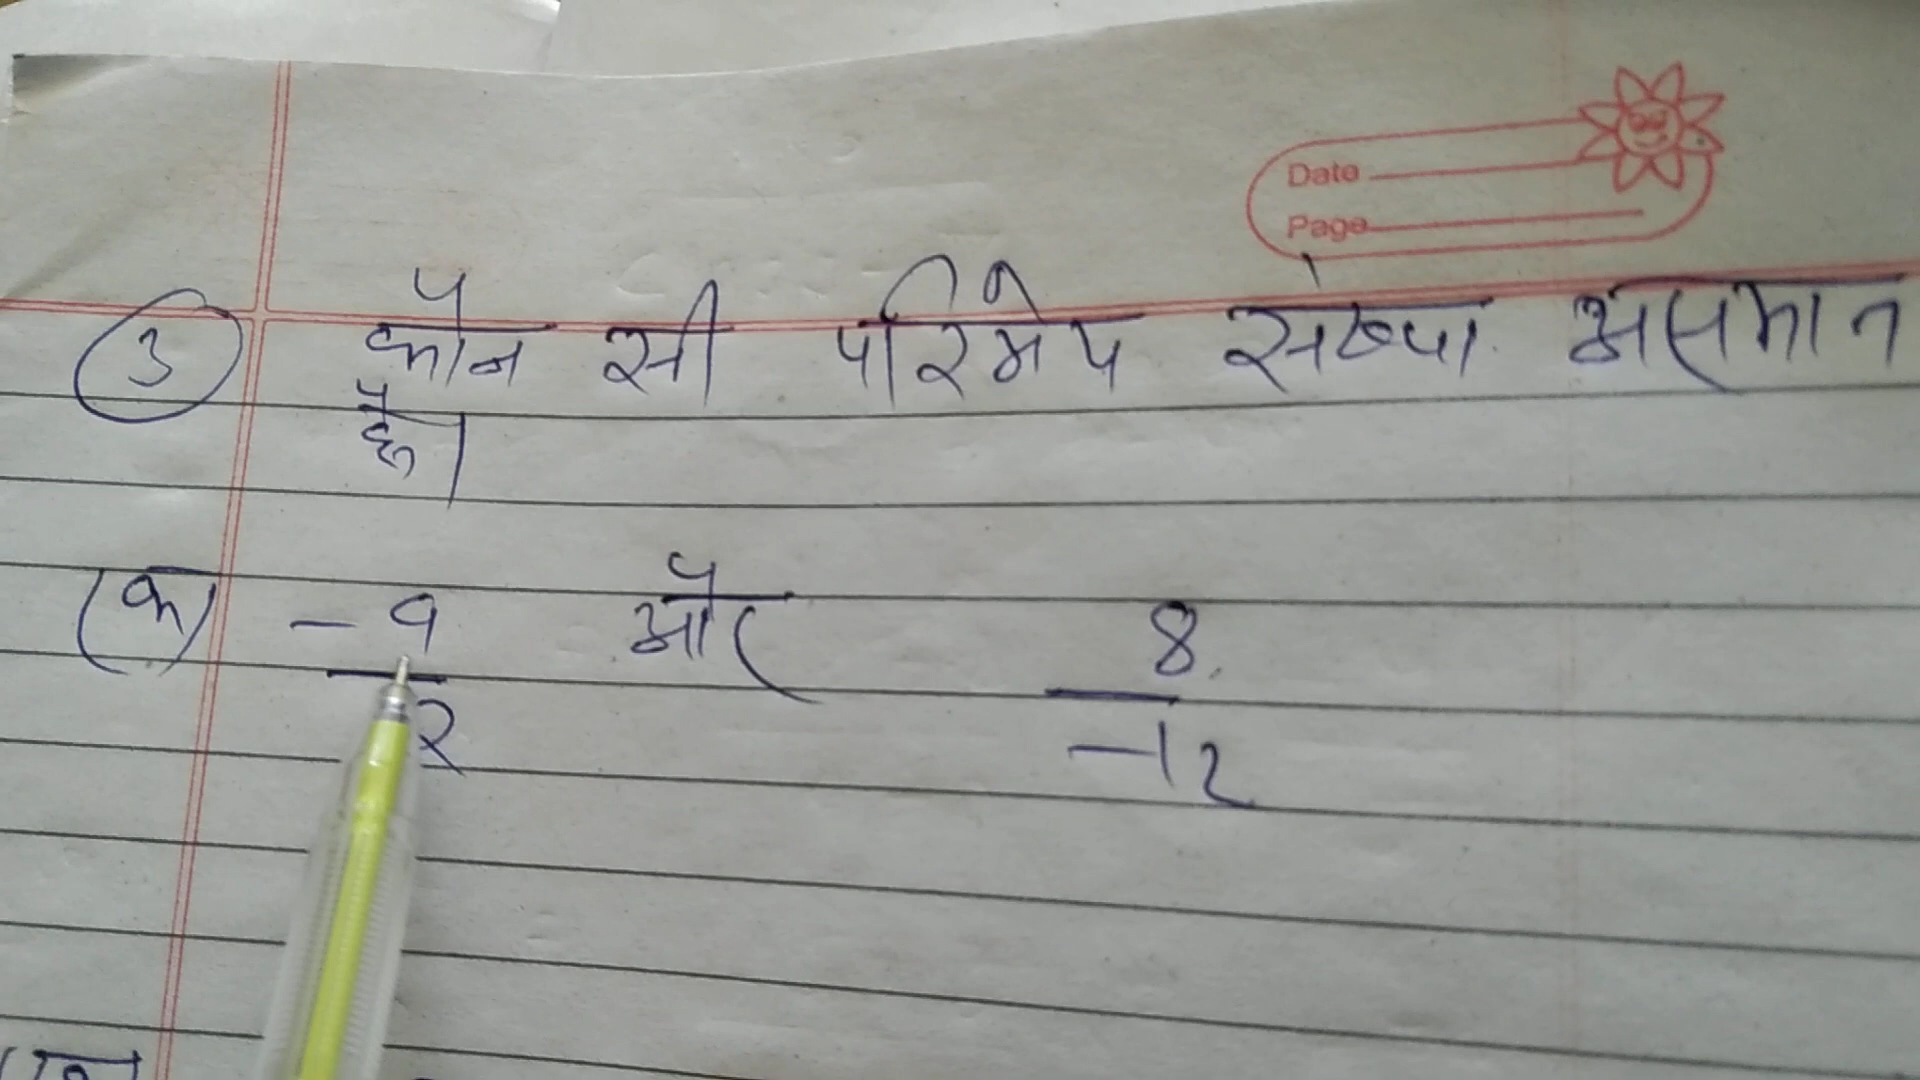 Date
Page
③ कौन सी परिमेय संख्या असमान
है।
(क) -9/2 और 8/-12